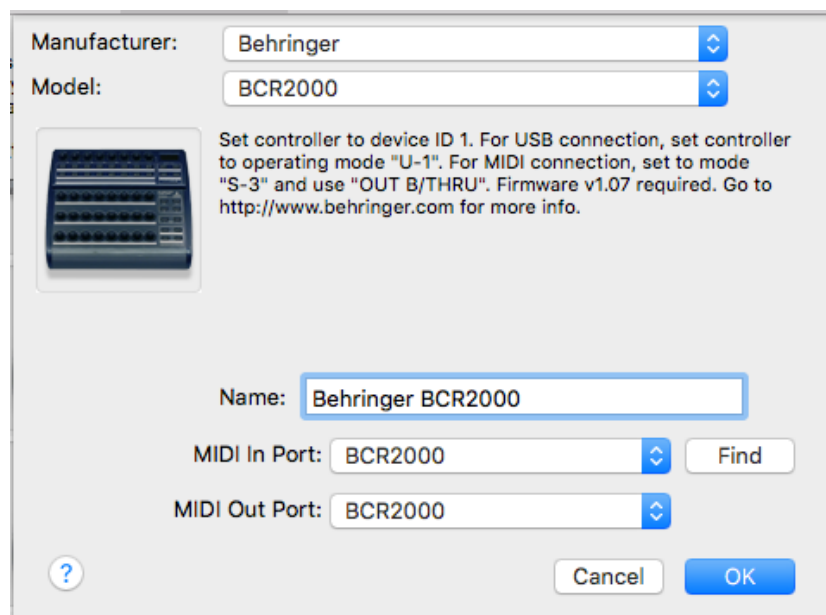 Manufacturer: Behringer
Model: BCR2000
Set controller to device ID 1. For USB connection, set controller
to operating mode "U-1". For MIDI connection, set to mode
"S-3" and use "OUT B/THRU". Firmware v1.07 required. Go to
http://www.behringer.com for more info.
Name: Behringer BCR2000
MIDI In Port: BCR2000 Find
MIDI Out Port: BCR2000
? Cancel OK